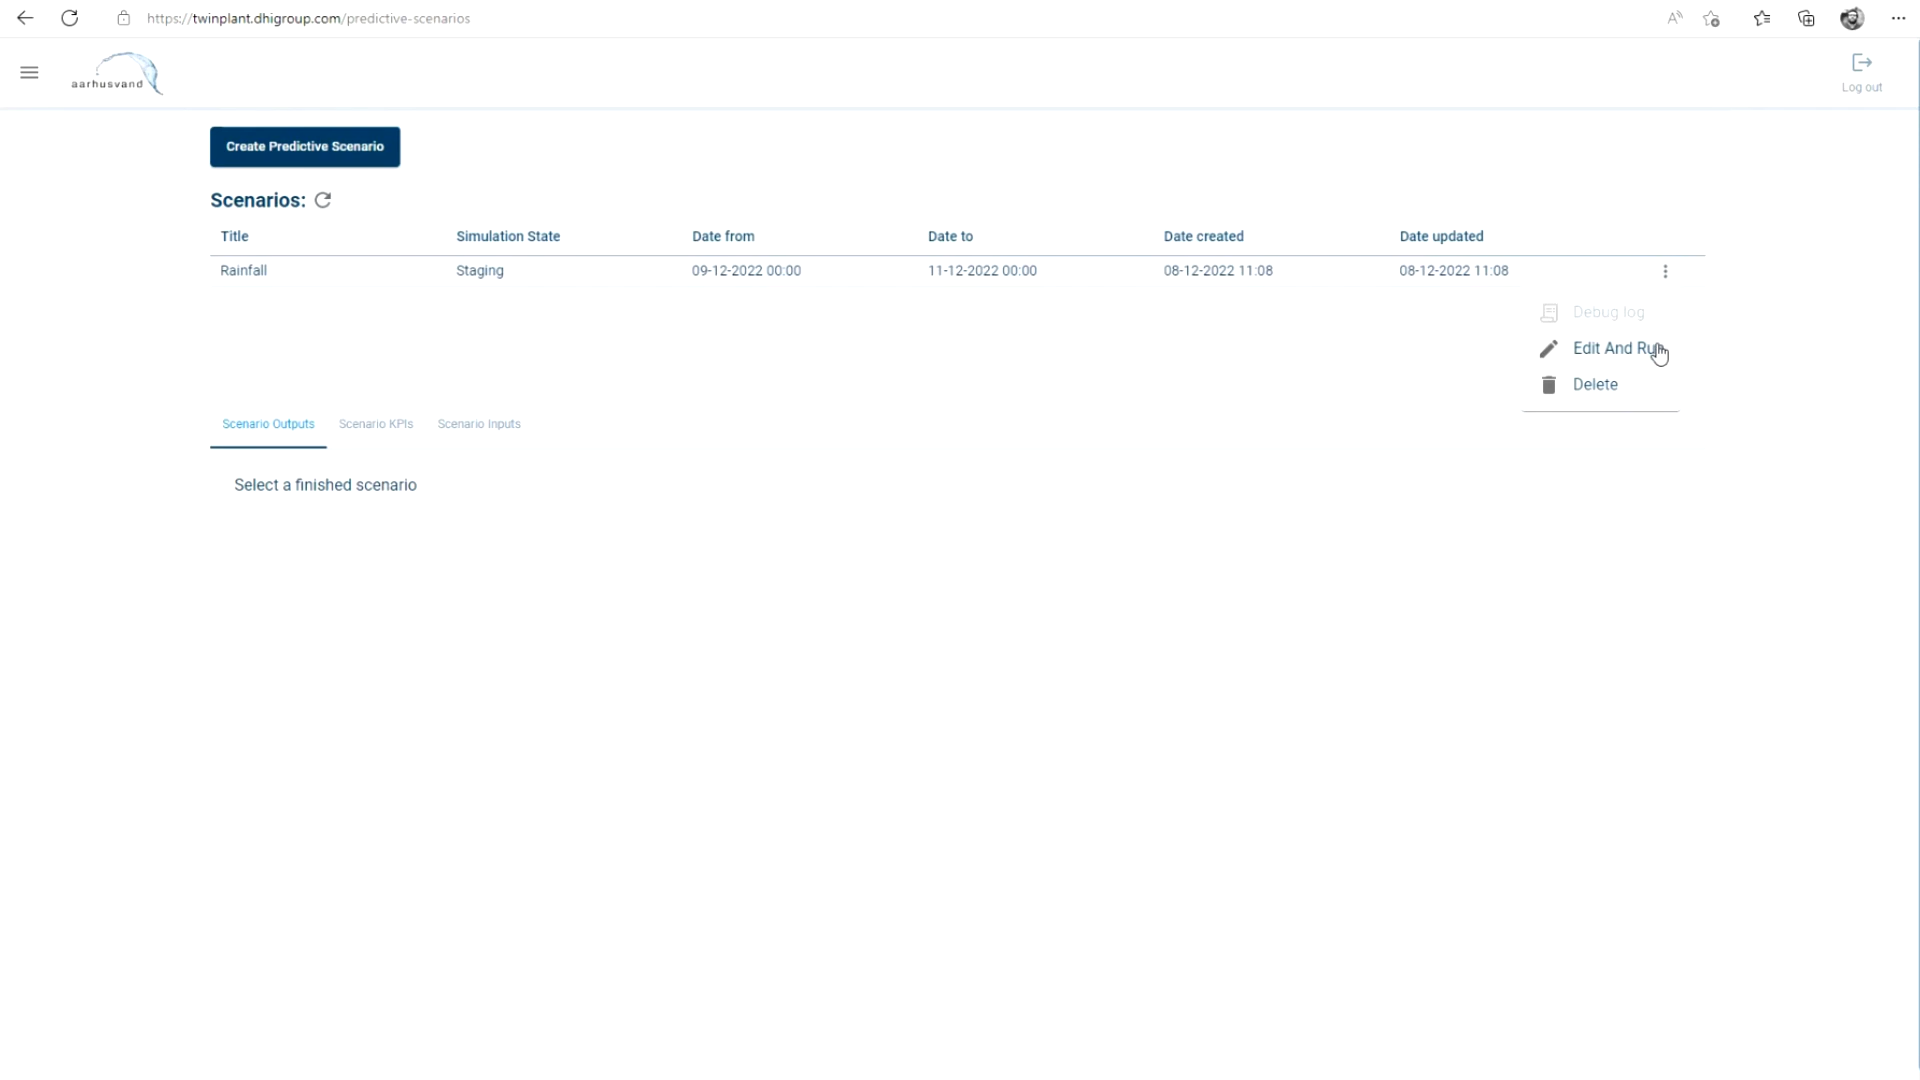 https://twinplant.dhigroup.com/predictive-scenarios
aarhusvand
Log out
Create Predictive Scenario
Scenarios:
Title Simulation State Date from Date to Date created Date updated
Rainfall Staging 09-12-2022 00:00 11-12-2022 00:00 08-12-2022 11:08 08-12-2022 11:08
Debug log
Edit And Run
Delete
Scenario Outputs Scenario KPIs Scenario Inputs
Select a finished scenario